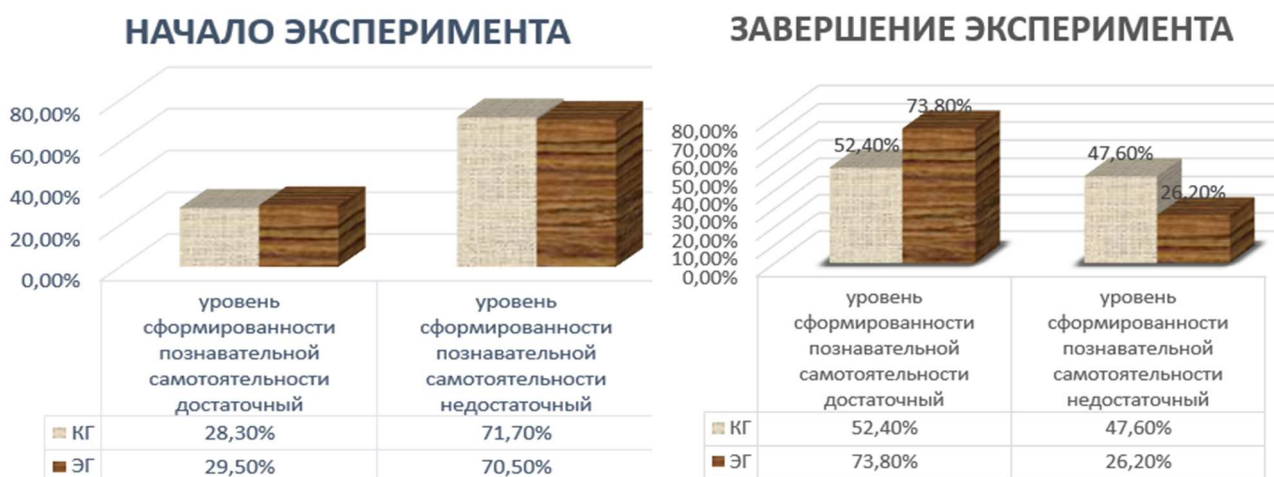 НАЧАЛО ЭКСПЕРИМЕНТА
80,00%
60,00%
40,00%
20,00%
0,00%
уровень
сформированности
познавательной
самотоятельности
достаточный
уровень
сформированности
познавательной
самотоятельности
недостаточный
КГ 28,30% 71,70%
ЭГ 29,50% 70,50%
ЗАВЕРШЕНИЕ ЭКСПЕРИМЕНТА
80,00%
70,00%
60,00%
50,00%
40,00%
30,00%
20,00%
10,00%
0,00%
52,40%
73,80%
47,60%
26,20%
уровень
сформированности
познавательной
самотоятельности
достаточный
уровень
сформированности
познавательной
самотоятельности
недостаточный
КГ 52,40% 47,60%
ЭГ 73,80% 26,20%